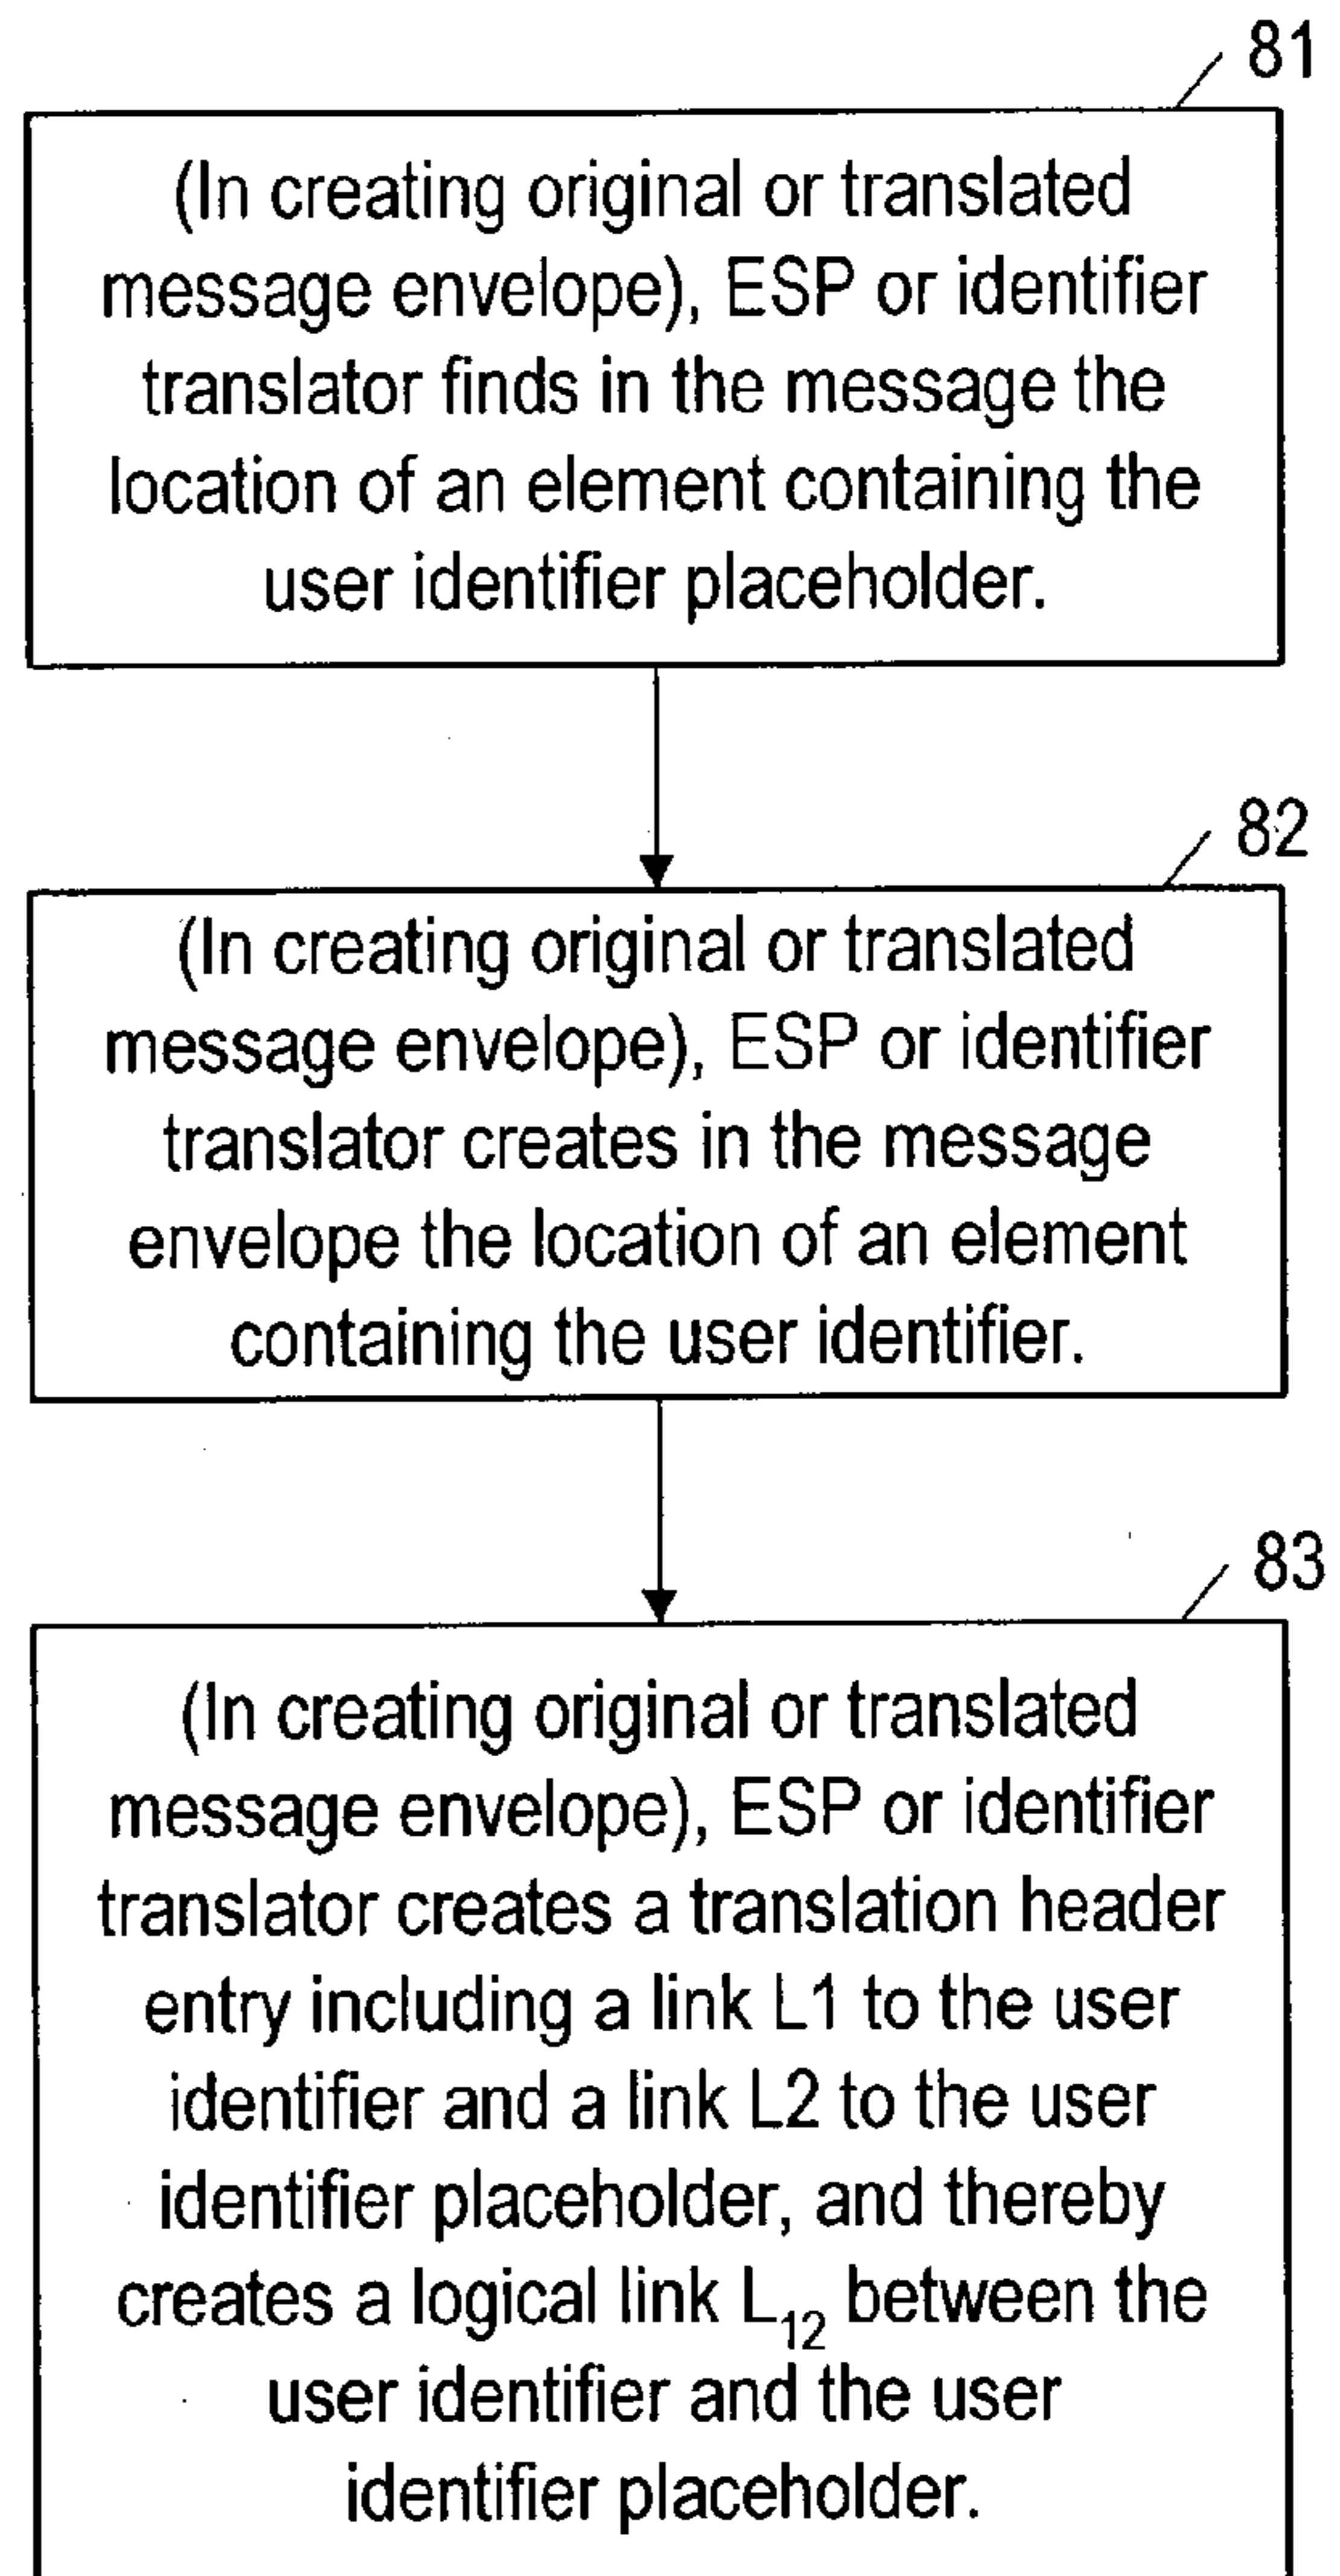 81
(In creating original or translated
message envelope), ESP or identifier
translator finds in the message the
location of an element containing the
user identifier placeholder.
82
(In creating original or translated
message envelope), ESP or identifier
translator creates in the message
envelope the location of an element
containing the user identifier.
83
(In creating original or translated
message envelope), ESP or identifier
translator creates a translation header
entry including a link L1 to the user
identifier and a link L2 to the user
identifier placeholder, and thereby
creates a logical link L12 between the
user identifier and the user
identifier placeholder.